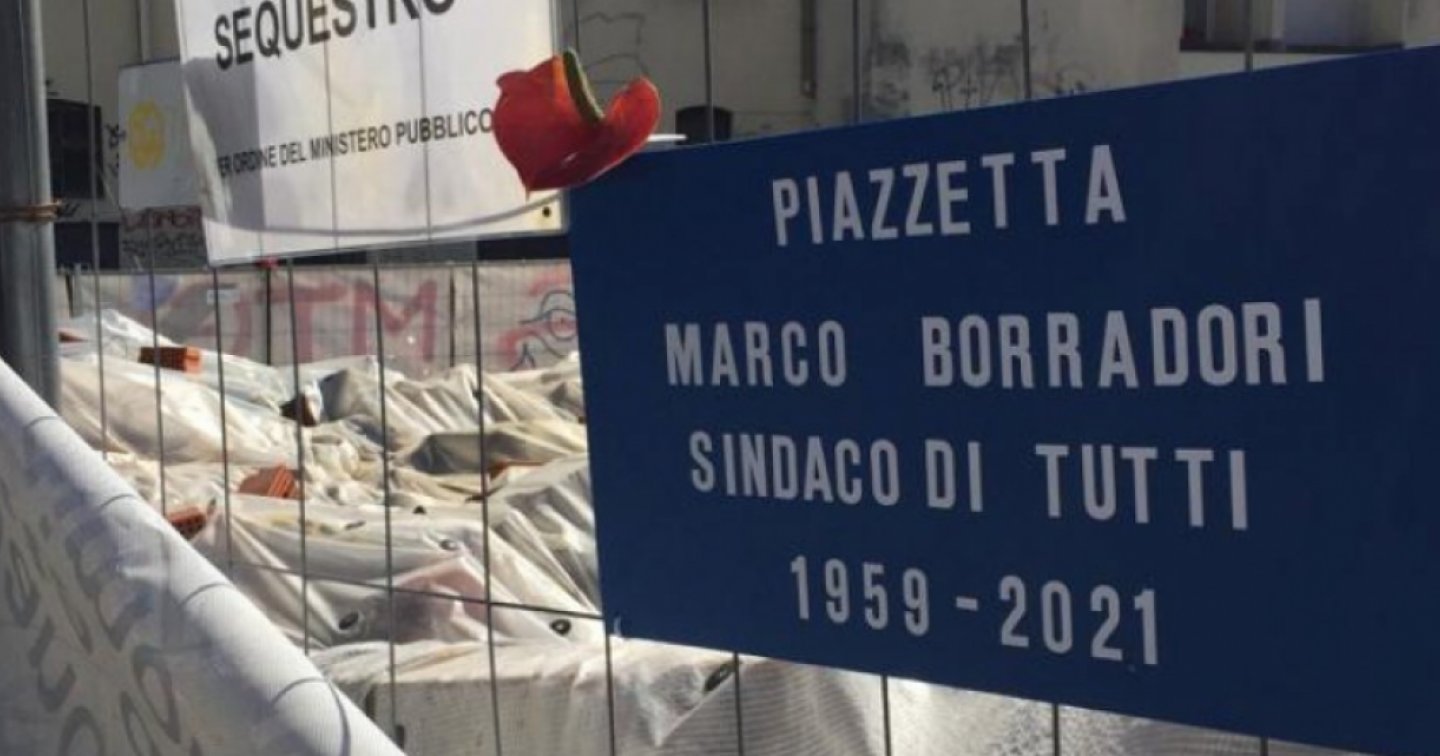 SEQUESTRO
PER ORDINE DEL MINISTERO PUBBLICO
PIAZZETTA
MARCO BORRADORI
SINDACO DI TUTTI
1959-2021